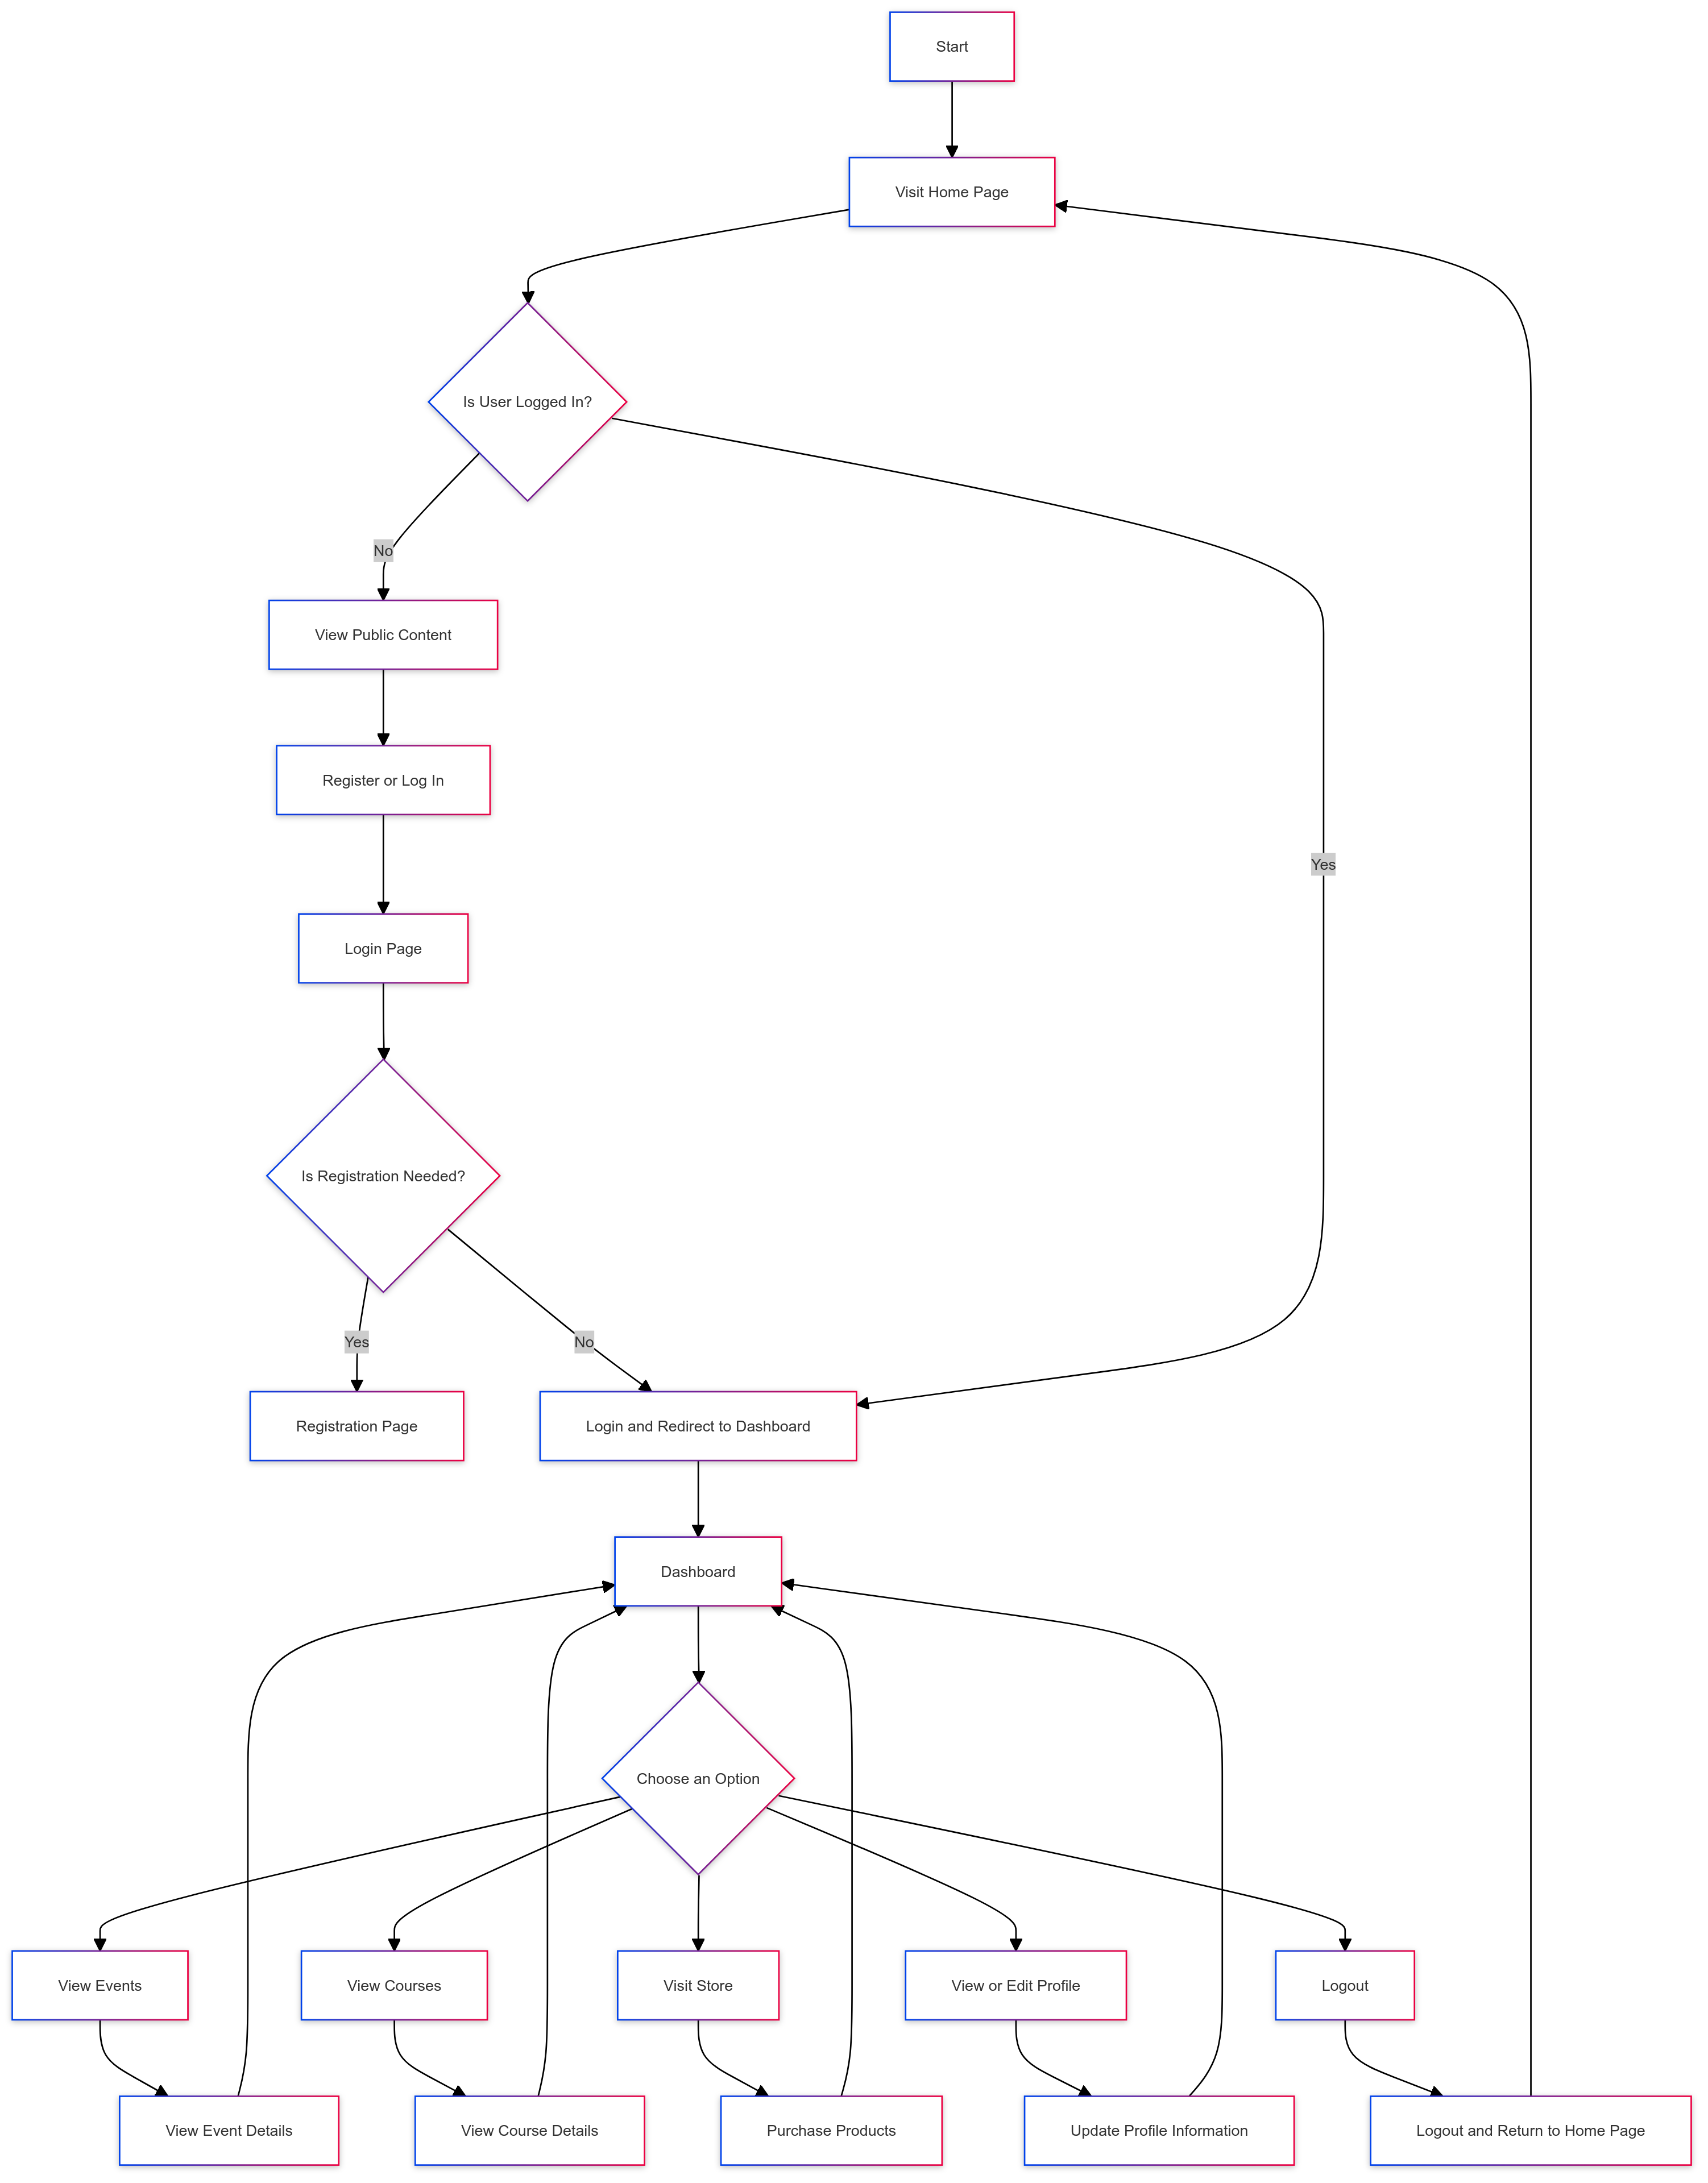 Start
Visit Home Page
Is User Logged In?
No
View Public Content
Register or Log In
Yes
Login Page
Is Registration Needed?
Yes
No
Registration Page
Login and Redirect to Dashboard
Dashboard
Choose an Option
View Events
View Courses
Visit Store
View or Edit Profile
Logout
View Event Details
View Course Details
Purchase Products
Update Profile Information
Logout and Return to Home Page